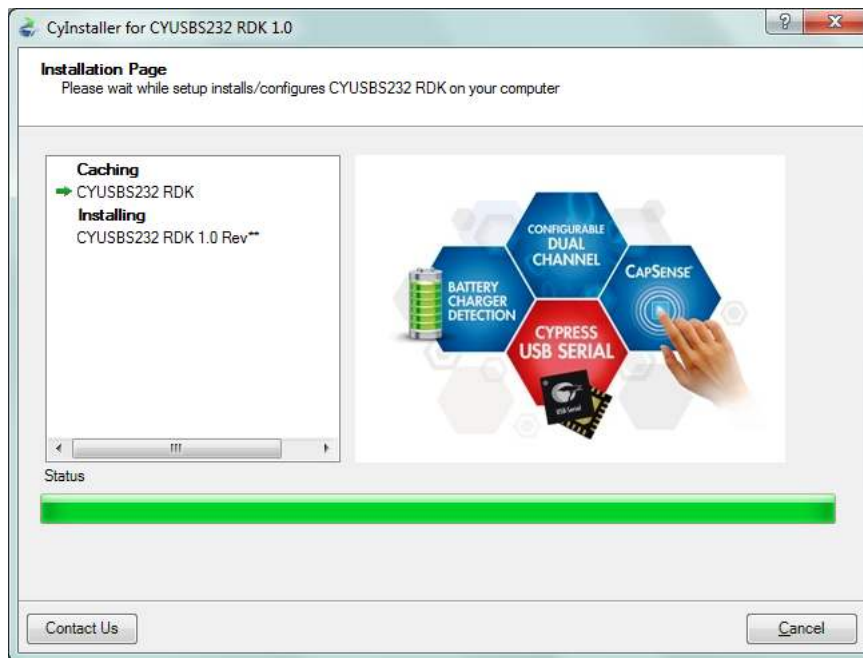 CyInstaller for CYUSBS232 RDK 1.0
Installation Page
Please wait while setup installs/configures CYUSBS232 RDK on your computer
Caching
CYUSBS232 RDK
Installing
CYUSBS232 RDK 1.0 Rev**
CONFIGURABLE
DUAL
CHANNEL
BATTERY
CHARGER
DETECTION
CAPSENSE®
CYPRESS
USB SERIAL
USB Serial
Status
Contact Us
Cancel